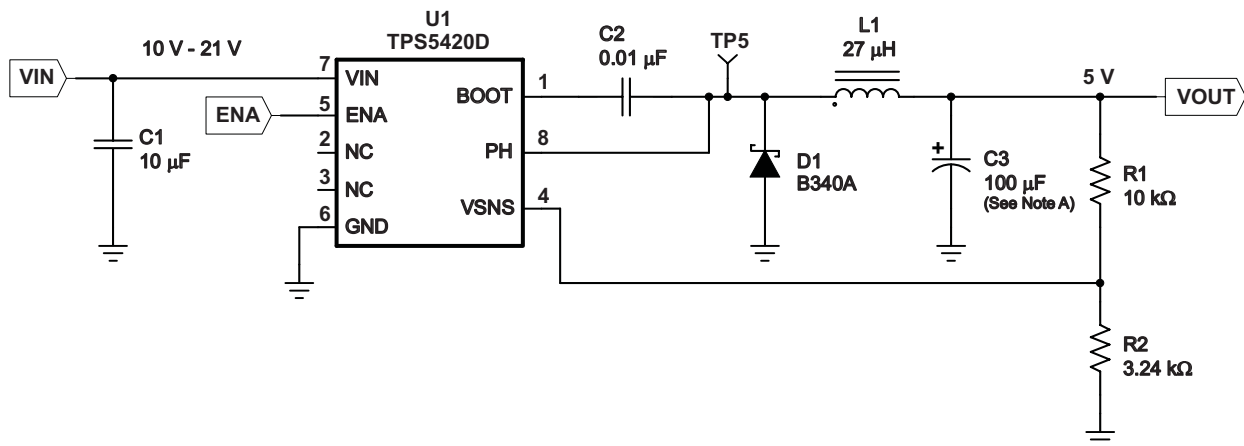 U1
TPS5420D
10 V - 21 V
VIN
C1
10 µF
ENA
7
5
2
3
6
VIN
ENA
NC
NC
GND
BOOT
PH
VSNS
1
8
4
C2
0.01 µF
TP5
L1
27 µH
D1
B340A
+
C3
100 µF
(See Note A)
5 V
VOUT
R1
10 kΩ
R2
3.24 kΩ